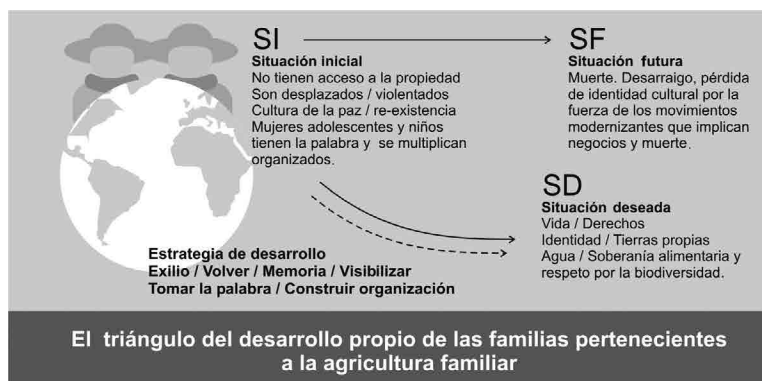 SI
Situación inicial
No tienen acceso a la propiedad
Son desplazados / violentados
Cultura de la paz / re-existencia
Mujeres adolescentes y niños
tienen la palabra y se multiplican
organizados.
SF
Situación futura
Muerte. Desarraigo, pérdida
de identidad cultural por la
fuerza de los movimientos
modernizantes que implican
negocios y muerte.
SD
Situación deseada
Vida / Derechos
Identidad / Tierras propias
Agua / Soberanía alimentaria y
respeto por la biodiversidad.
Estrategia de desarrollo
Exilio / Volver / Memoria / Visibilizar
Tomar la palabra / Construir organización
El triángulo del desarrollo propio de las familias pertenecientes
a la agricultura familiar